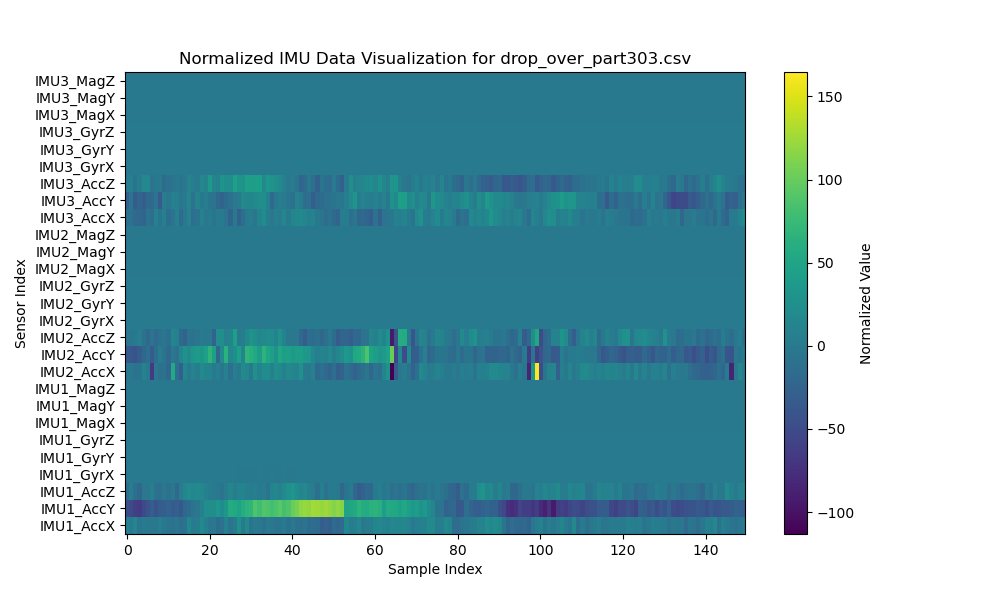 Normalized IMU Data Visualization for drop_over_part303.csv
IMU3_MagZ
IMU3_MagY
IMU3_MagX
IMU3_GyrZ
IMU3_GyrY
IMU3_GyrX
IMU3_AccZ
IMU3_AccY
IMU3_AccX
IMU2_MagZ
IMU2_MagY
IMU2_MagX
IMU2_GyrZ
IMU2_GyrY
IMU2_GyrX
IMU2_AccZ
IMU2_AccY
IMU2_AccX
IMU1_MagZ
IMU1_MagY
IMU1_MagX
IMU1_GyrZ
IMU1_GyrY
IMU1_GyrX
IMU1_AccZ
IMU1_AccY
IMU1_AccX
Sensor Index
0 20 40 60 80 100 120 140
Sample Index
150
100
50
0
−50
−100
Normalized Value